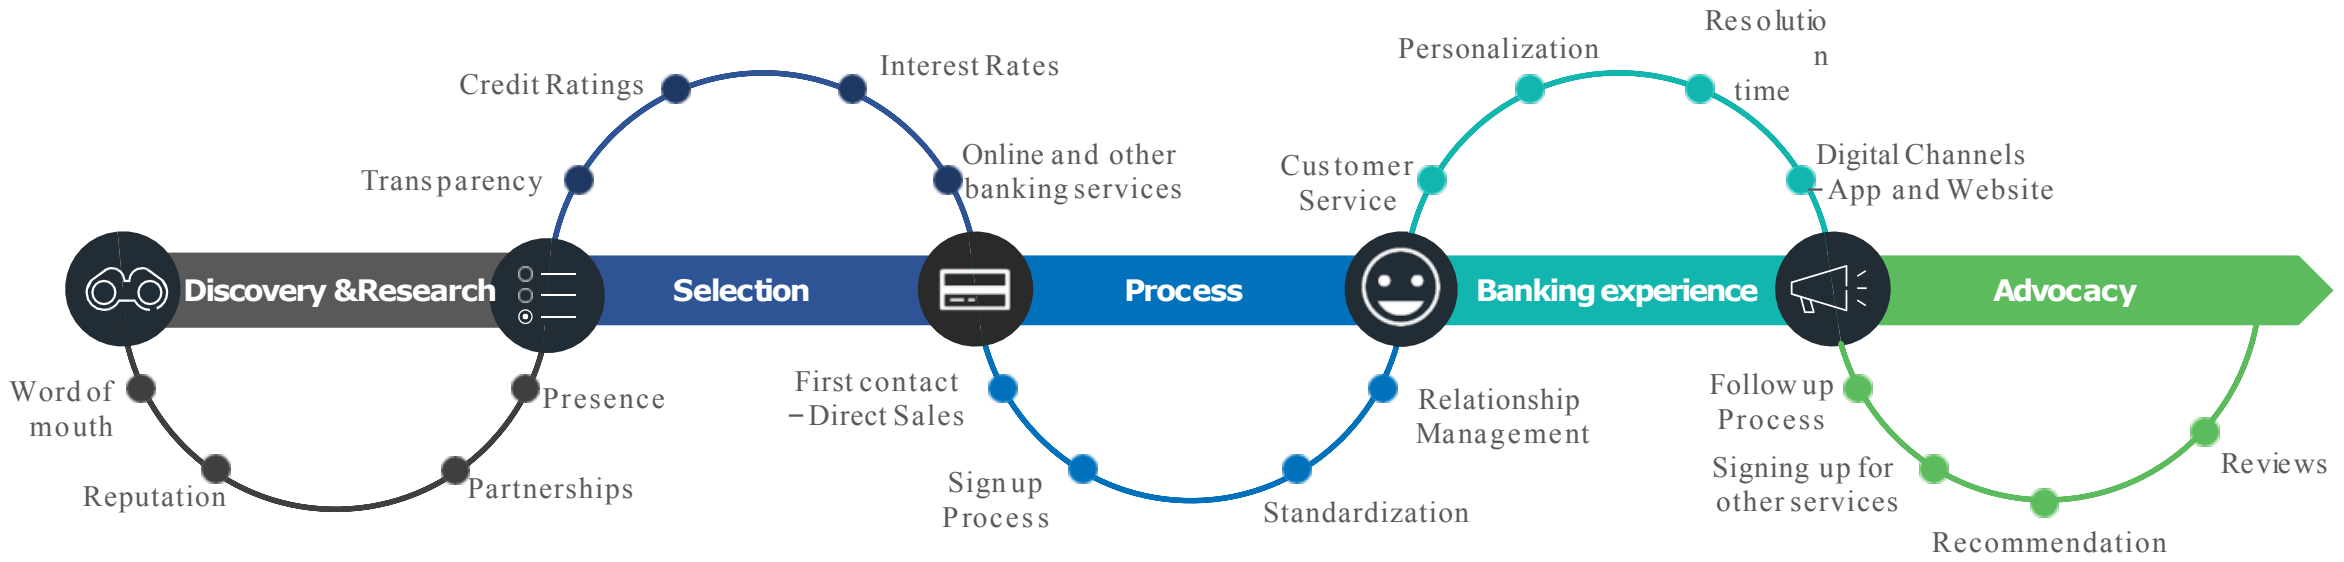 Discovery &Research
Word of
mouth
Reputation
Partnerships
Presence
Selection
Transparency
Credit Ratings
Interest Rates
Online and other
banking services
Process
First contact
– Direct Sales
Sign up
Process
Standardization
Relationship
Management
Banking experience
Customer
Service
Personalization
Resolutio
n
time
Digital Channels
– App and Website
Advocacy
Follow up
Process
Signing up for
other services
Recommendation
Reviews